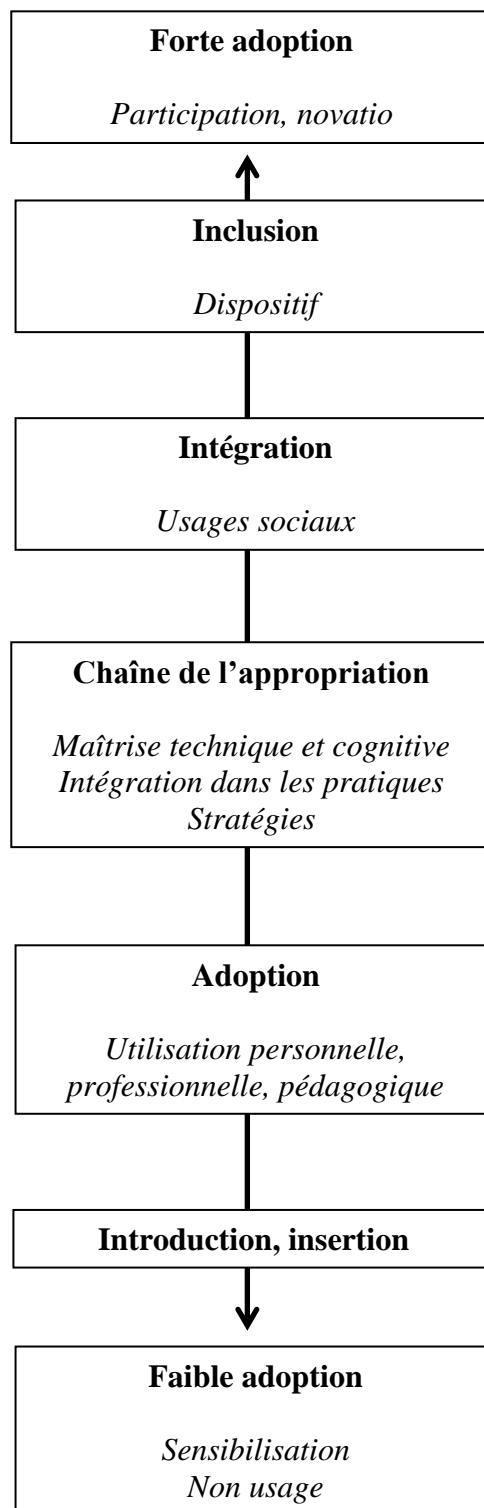 Forte adoption
Participation, novatio
Inclusion
Dispositif
Intégration
Usages sociaux
Chaîne de l’appropriation
Maîtrise technique et cognitive
Intégration dans les pratiques
Stratégies
Adoption
Utilisation personnelle,
professionnelle, pédagogique
Introduction, insertion
Faible adoption
Sensibilisation
Non usage